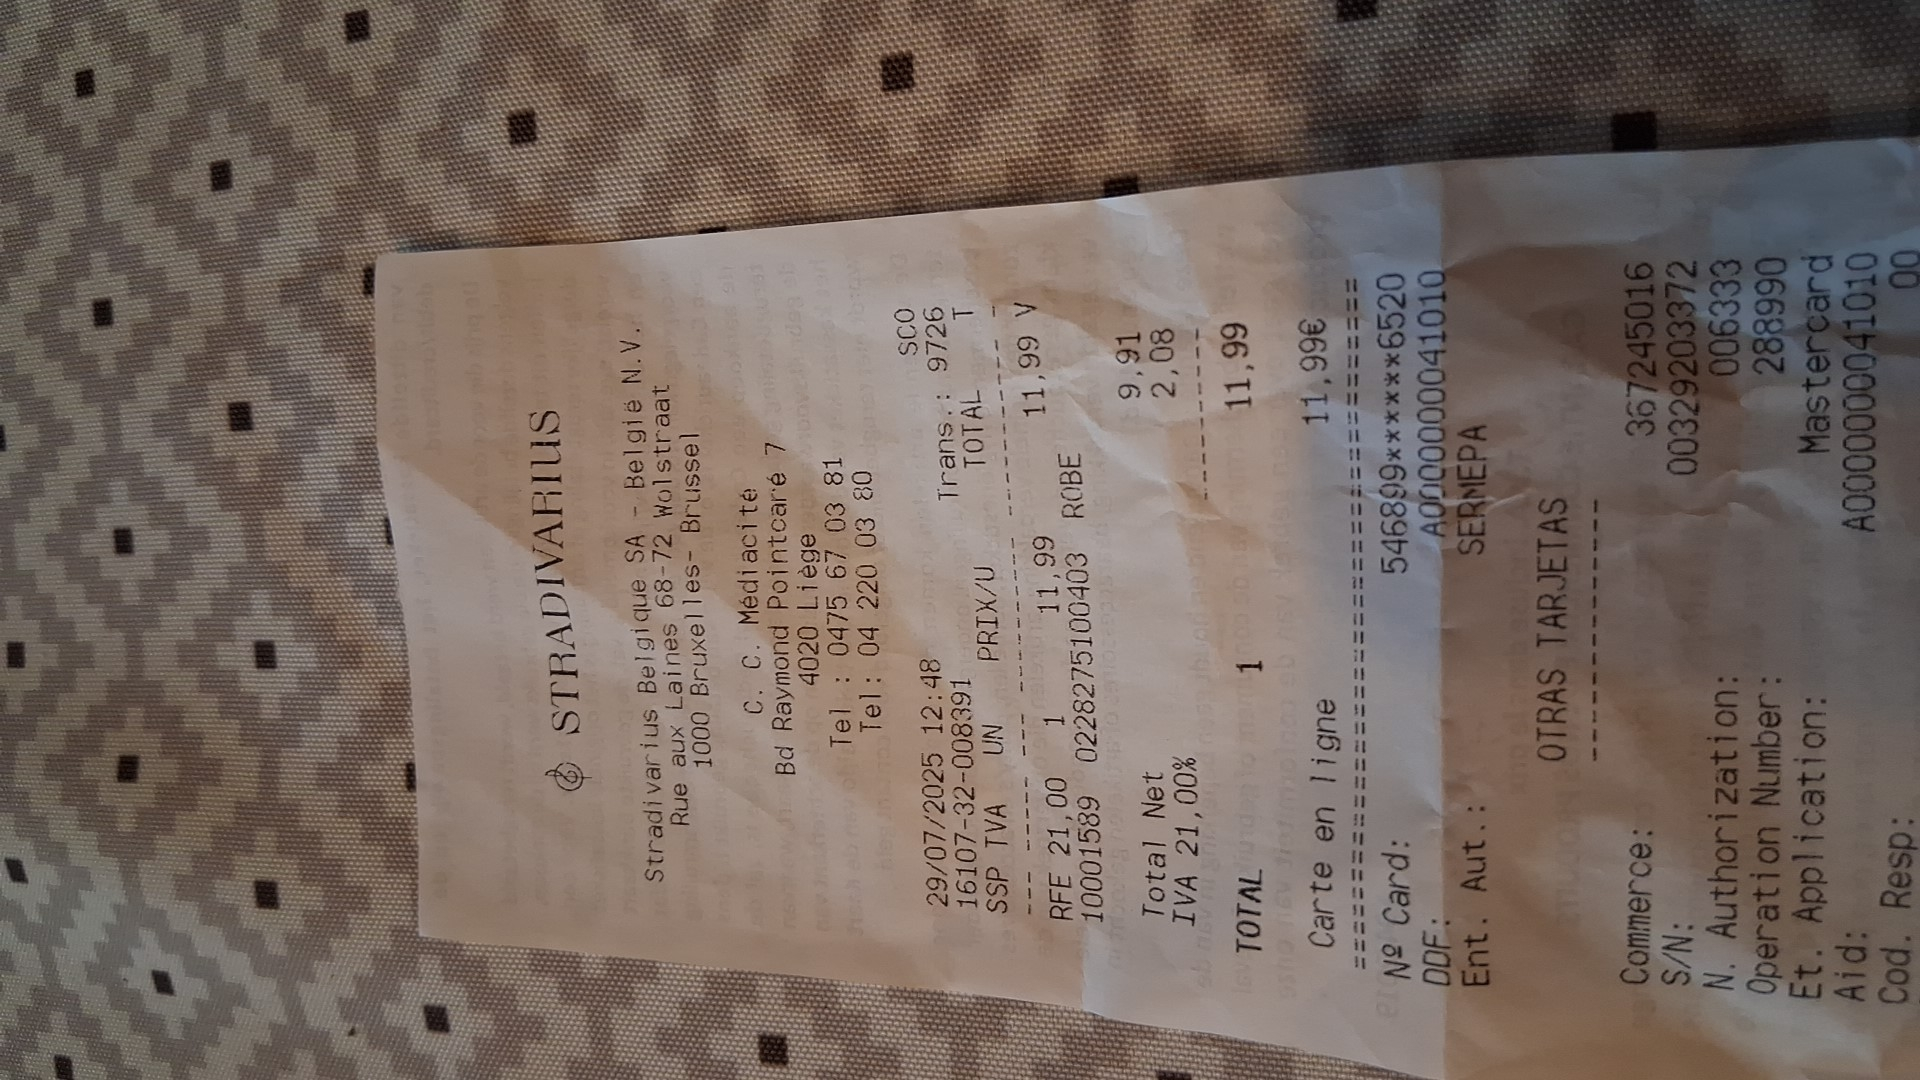 STRADIVARIUS
Stradivarius Belgique SA - België N.V.
Rue aux Laines 68-72 Wolstraat
1000 Bruxelles- Brussel
C. C. Médiacité
Bd Raymond Pointcaré 7
4020 Liège
Tel : 0475 67 03 81
Tel: 04 220 03 80
29/07/2025 12:48 SCO
16107-32-008391 Trans.: 9726
SSP TVA UN PRIX/U TOTAL T
--- ----- --- ---------- ---------- -
RFE 21,00 1 11,99 11,99 V
100001589 0228275100403 ROBE
Total Net 9,91
IVA 21,00% 2,08
----------
TOTAL 1 11,99
Carte en ligne 11,99€
========================================
Nº Card: 546899******6520
DDF: A0000000041010
Ent. Aut.: SERMEPA
OTRAS TARJETAS
----------------
Commerce: 367245016
S/N: 00329203372
N. Authorization: 006333
Operation Number: 288990
Et. Application: Mastercard
Aid: A0000000041010
Cod. Resp: 00